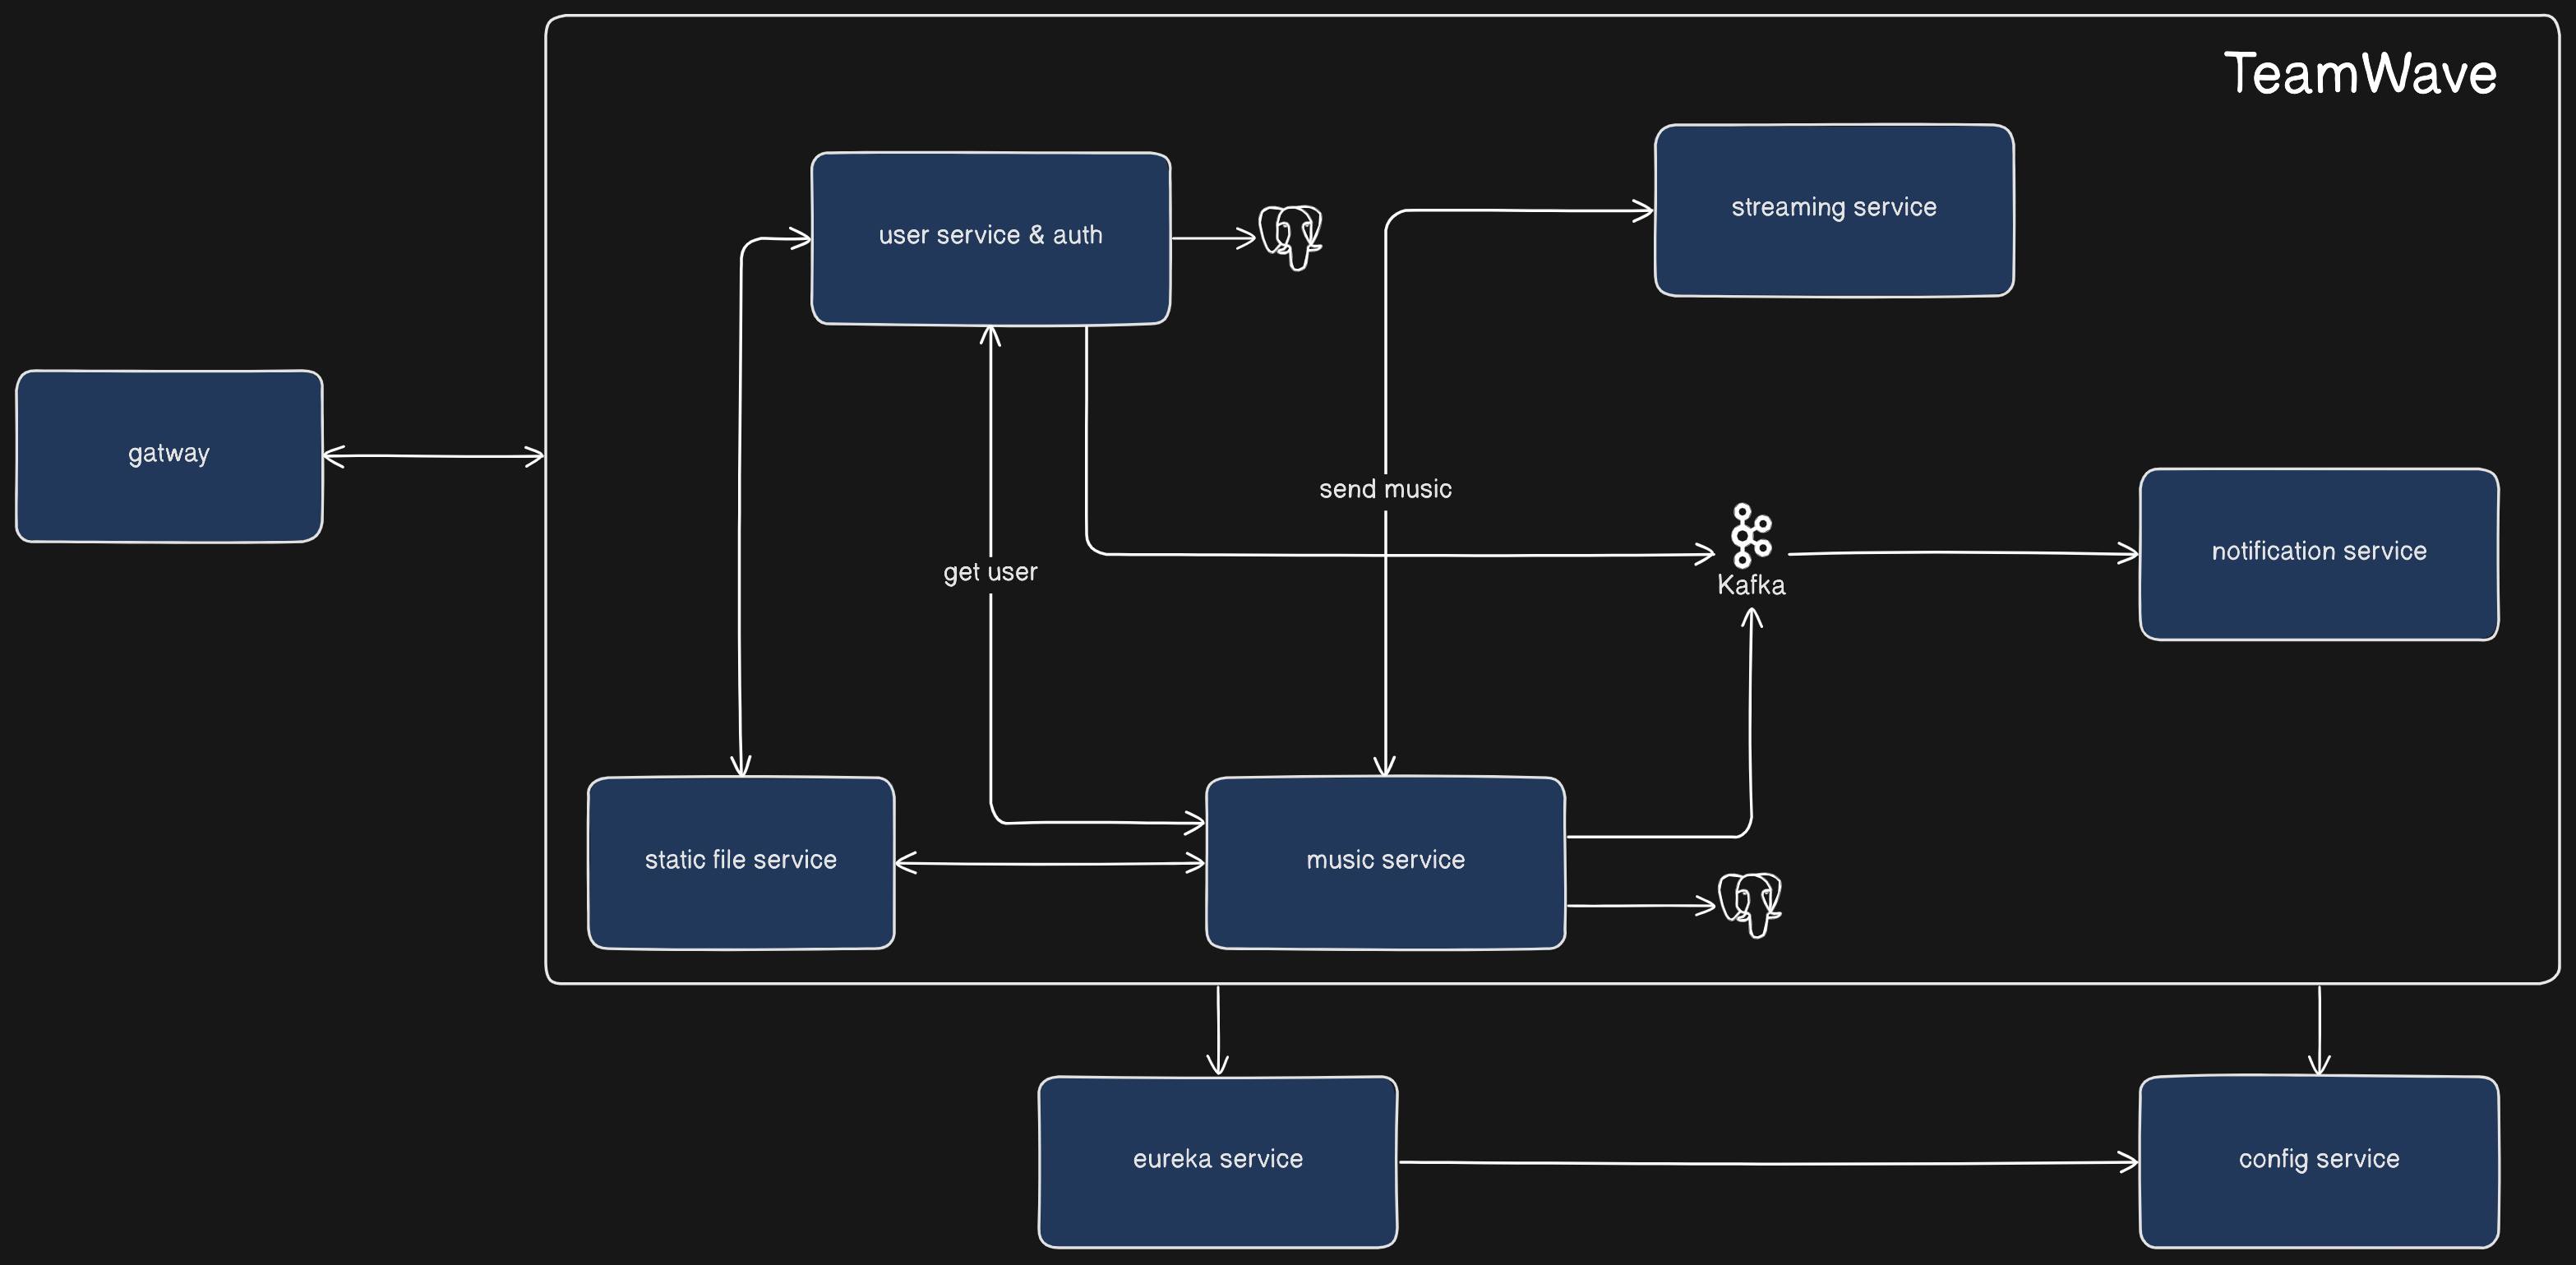 TeamWave
user service & auth
streaming service
gatway
send music
get user
Kafka
notification service
static file service
music service
eureka service
config service